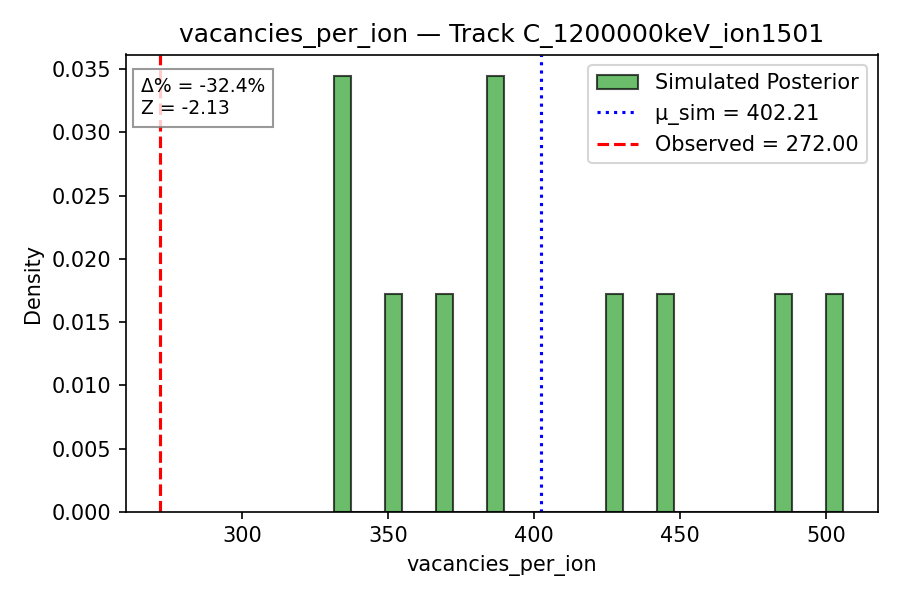 vacancies_per_ion — Track C_1200000keV_ion1501
Δ% = -32.4%
Z = -2.13
Simulated Posterior
μ_sim = 402.21
Observed = 272.00
Density
0.035
0.030
0.025
0.020
0.015
0.010
0.005
0.000
300
350
400
450
500
vacancies_per_ion